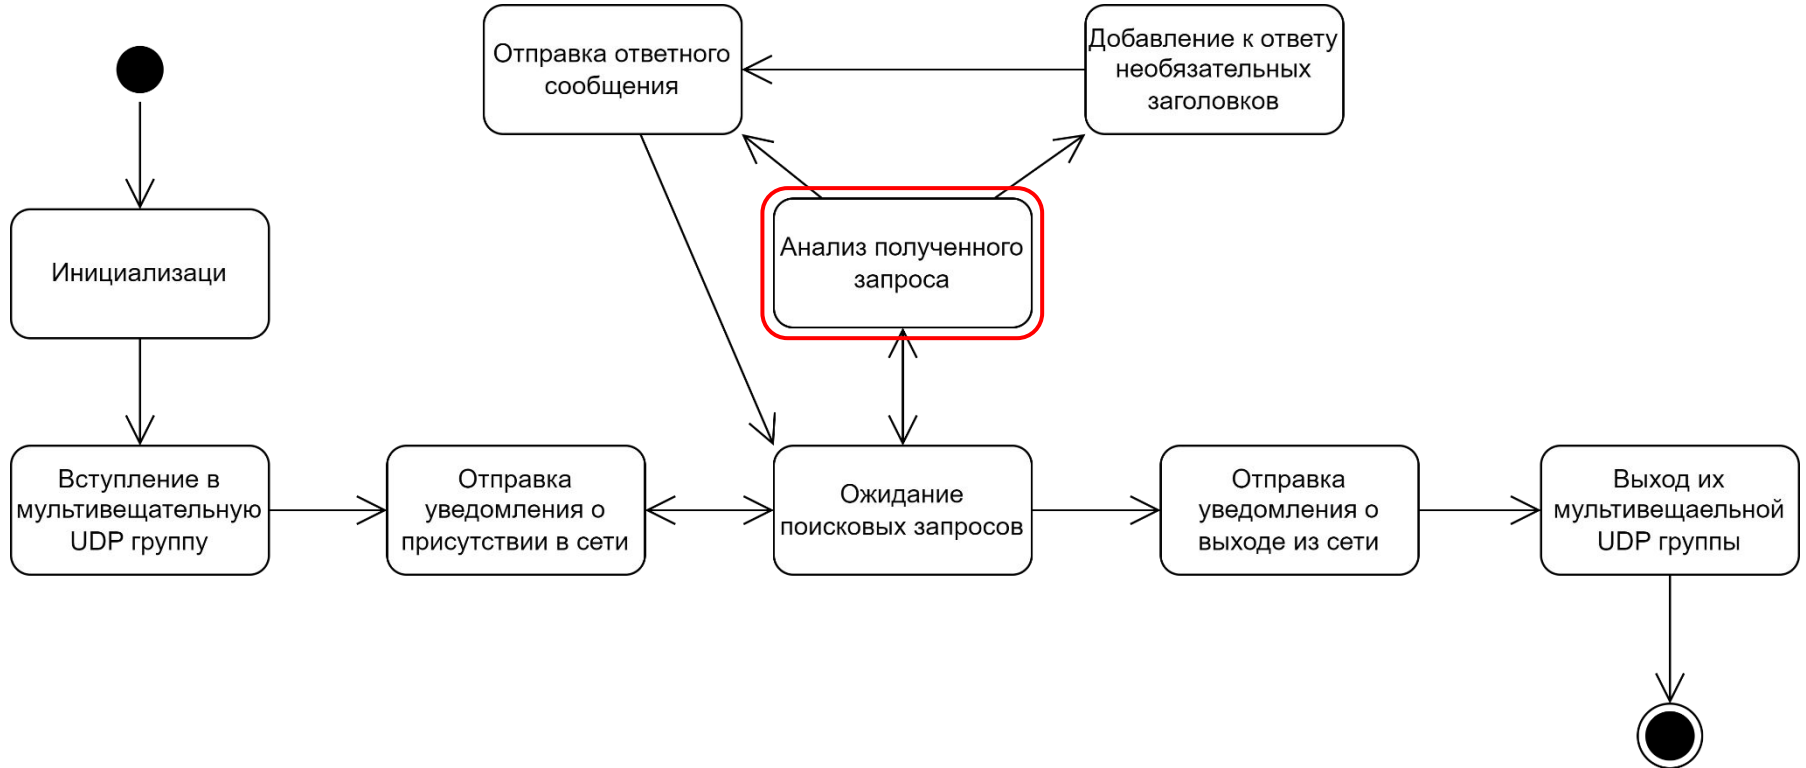 Отправка ответного
сообщения
Добавление к ответу
необязательных
заголовков
Инициализаци
Анализ полученного
запроса
Вступление в
мультивещательную
UDP группу
Отправка
уведомления о
присутствии в сети
Ожидание
поисковых запросов
Отправка
уведомления о
выходе из сети
Выход их
мультивещаельной
UDP группы